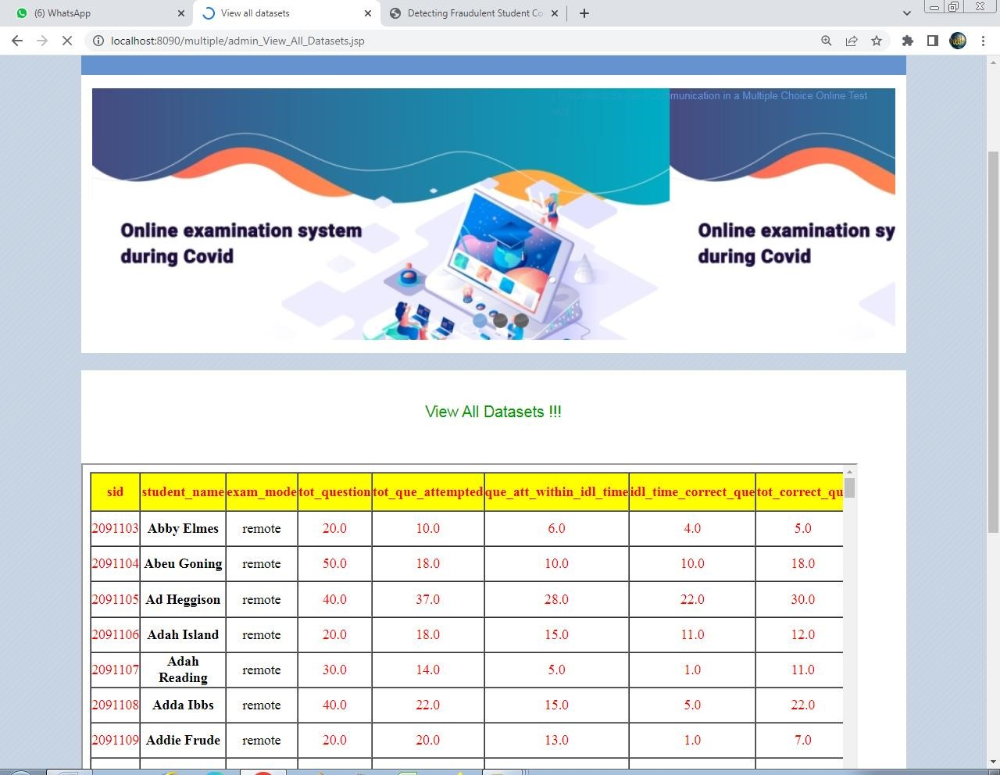 (6) WhatsApp
View all datasets
Detecting Fraudulent Student Co
localhost:8090/multiple/admin_View_All_Datasets.jsp
Communication in a Multiple Choice Online Test
Online examination system
during Covid
Online examination sy
during Covid
View All Datasets !!!
sid student_name exam_mode tot_question tot_que_attempted que_att_within_idl_time idl_time_correct_que tot_correct_qu
2091103 Abby Elmes remote 20.0 10.0 6.0 4.0 5.0
2091104 Abeu Goning remote 50.0 18.0 10.0 10.0 18.0
2091105 Ad Heggison remote 40.0 37.0 28.0 22.0 30.0
2091106 Adah Island remote 20.0 18.0 15.0 11.0 12.0
2091107 Adah Reading remote 30.0 14.0 5.0 1.0 11.0
2091108 Adda Ibbs remote 40.0 22.0 15.0 5.0 22.0
2091109 Addie Frude remote 20.0 20.0 13.0 1.0 7.0